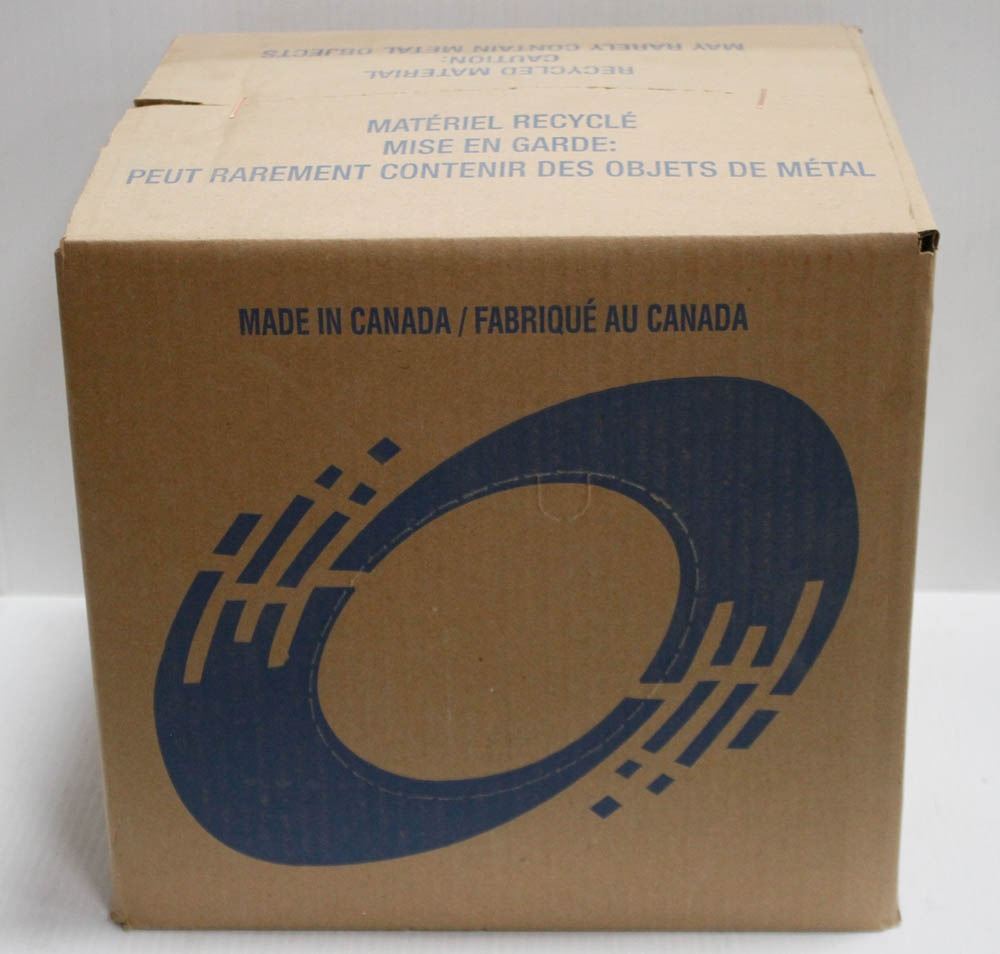 MAY RARELY CONTAIN METAL OBJECTS
CAUTION:
RECYCLED MATERIAL
MATÉRIEL RECYCLÉ
MISE EN GARDE:
PEUT RAREMENT CONTENIR DES OBJETS DE MÉTAL
MADE IN CANADA / FABRIQUÉ AU CANADA